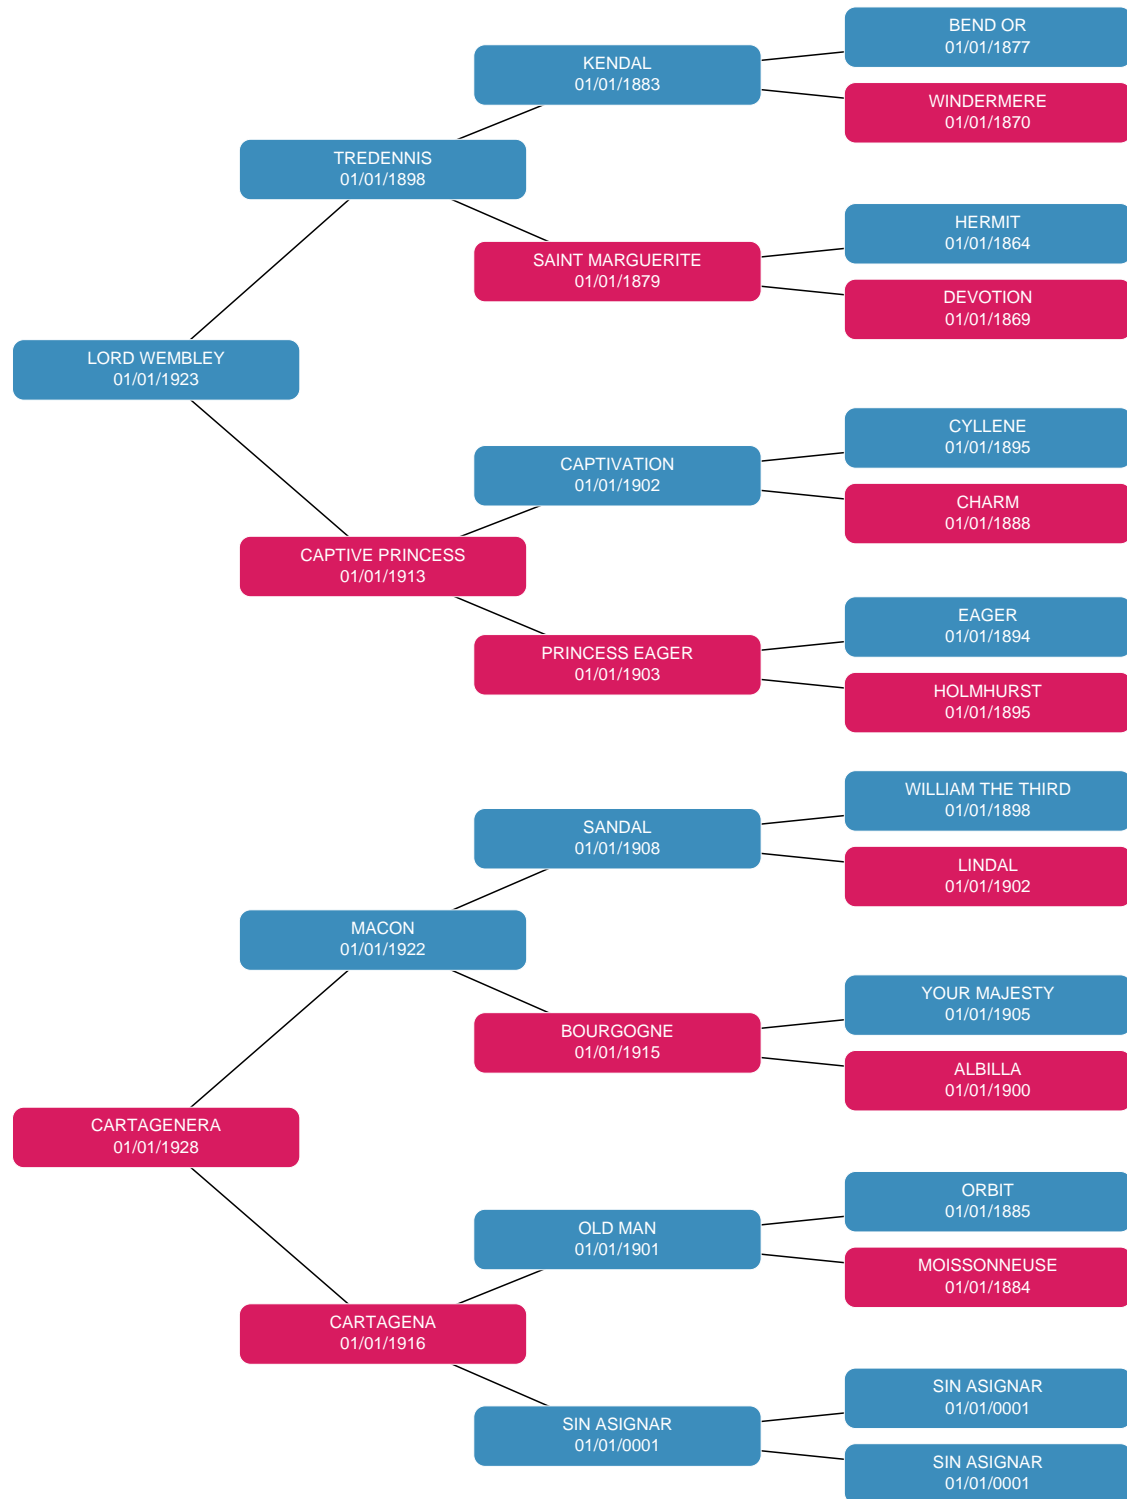 BEND OR
01/01/1877
KENDAL
01/01/1883
WINDERMERE
01/01/1870
TREDENNIS
01/01/1898
HERMIT
01/01/1864
SAINT MARGUERITE
01/01/1879
DEVOTION
01/01/1869
LORD WEMBLEY
01/01/1923
CYLLENE
01/01/1895
CAPTIVATION
01/01/1902
CHARM
01/01/1888
CAPTIVE PRINCESS
01/01/1913
EAGER
01/01/1894
PRINCESS EAGER
01/01/1903
HOLMHURST
01/01/1895
WILLIAM THE THIRD
01/01/1898
SANDAL
01/01/1908
LINDAL
01/01/1902
MACON
01/01/1922
YOUR MAJESTY
01/01/1905
BOURGOGNE
01/01/1915
ALBILLA
01/01/1900
CARTAGENERA
01/01/1928
ORBIT
01/01/1885
OLD MAN
01/01/1901
MOISSONNEUSE
01/01/1884
CARTAGENA
01/01/1916
SIN ASIGNAR
01/01/0001
SIN ASIGNAR
01/01/0001
SIN ASIGNAR
01/01/0001